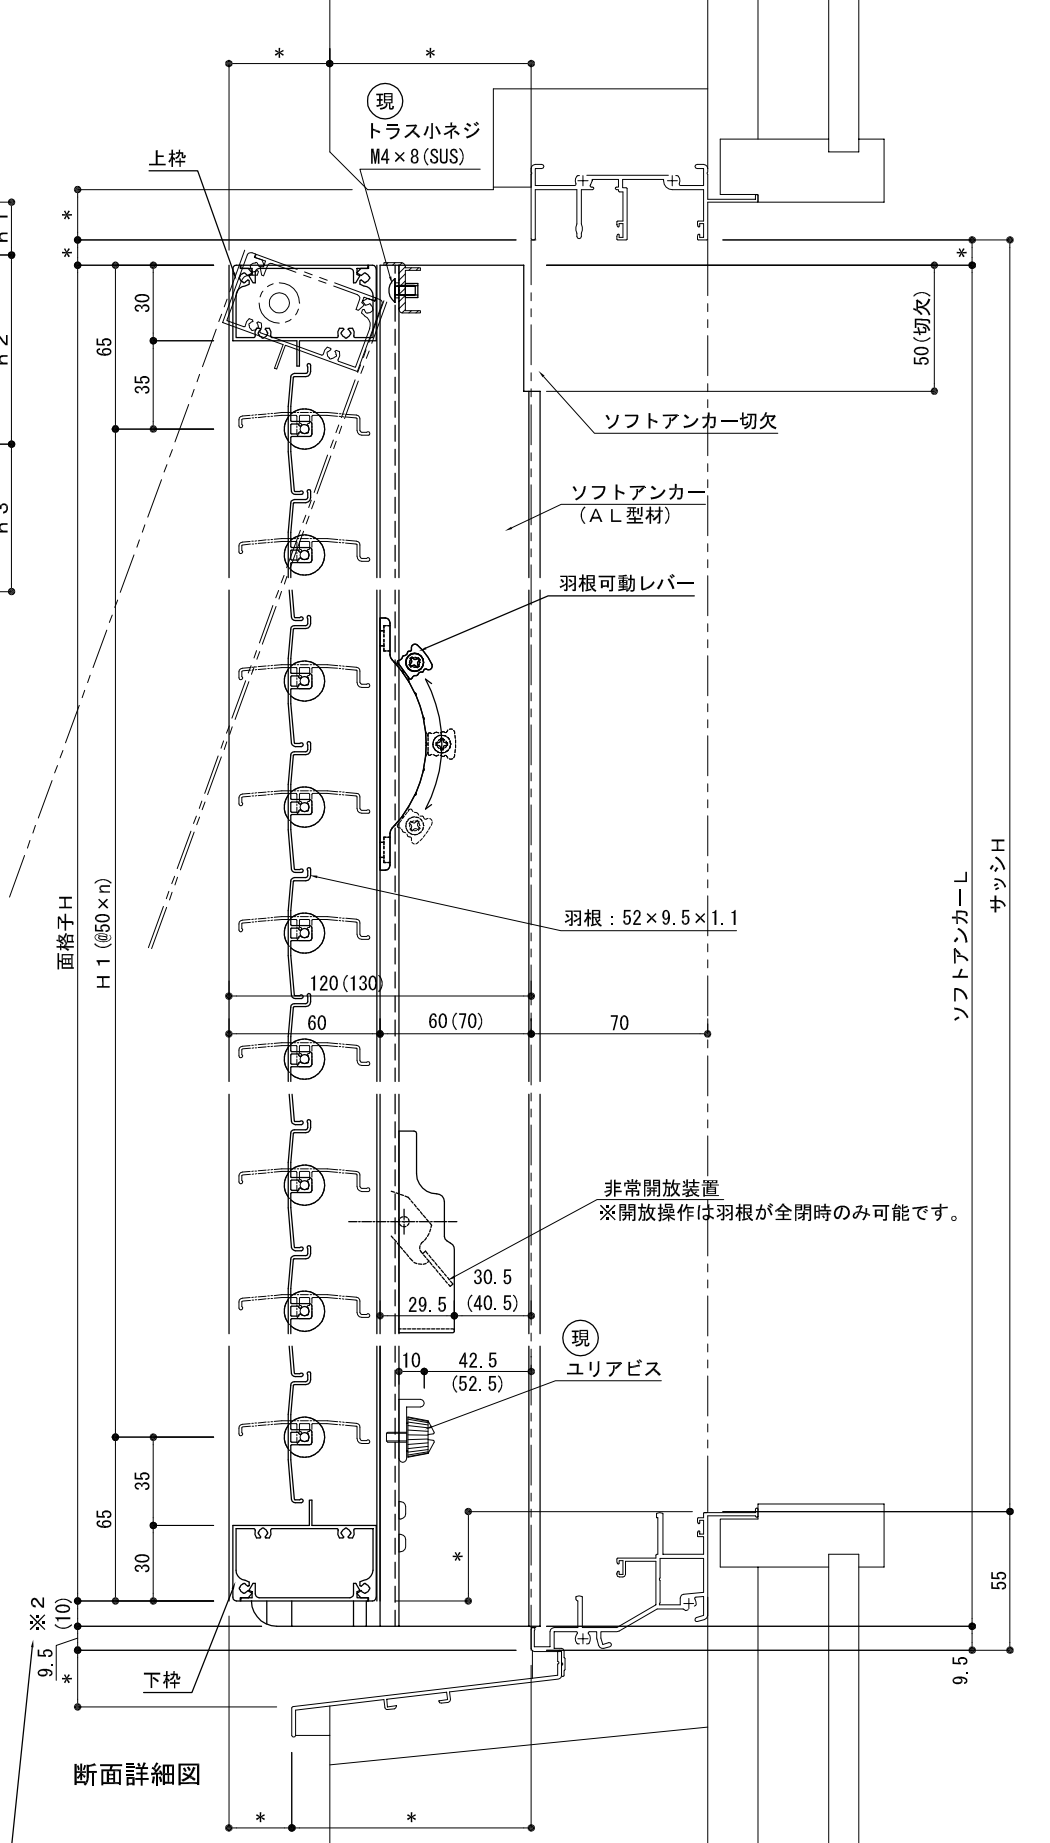 *
*
現
トラス小ネジ
M4×8(SUS)
上枠
*
*
*
30
65
35
50(切欠)
ソフトアンカー切欠
ソフトアンカー
(ＡＬ型材)
羽根可動レバー
面格子Ｈ
Ｈ１(@50×n)
羽根：52×9.5×1.1
ソフトアンカーＬ
サッシＨ
120(130)
60
60(70)
70
非常開放装置
※開放操作は羽根が全閉時のみ可能です。
30.5
29.5
(40.5)
現
ユリアビス
10
42.5
(52.5)
35
65
30
*
55
※２
(10)
9.5
*
9.5
下枠
断面詳細図
*
*